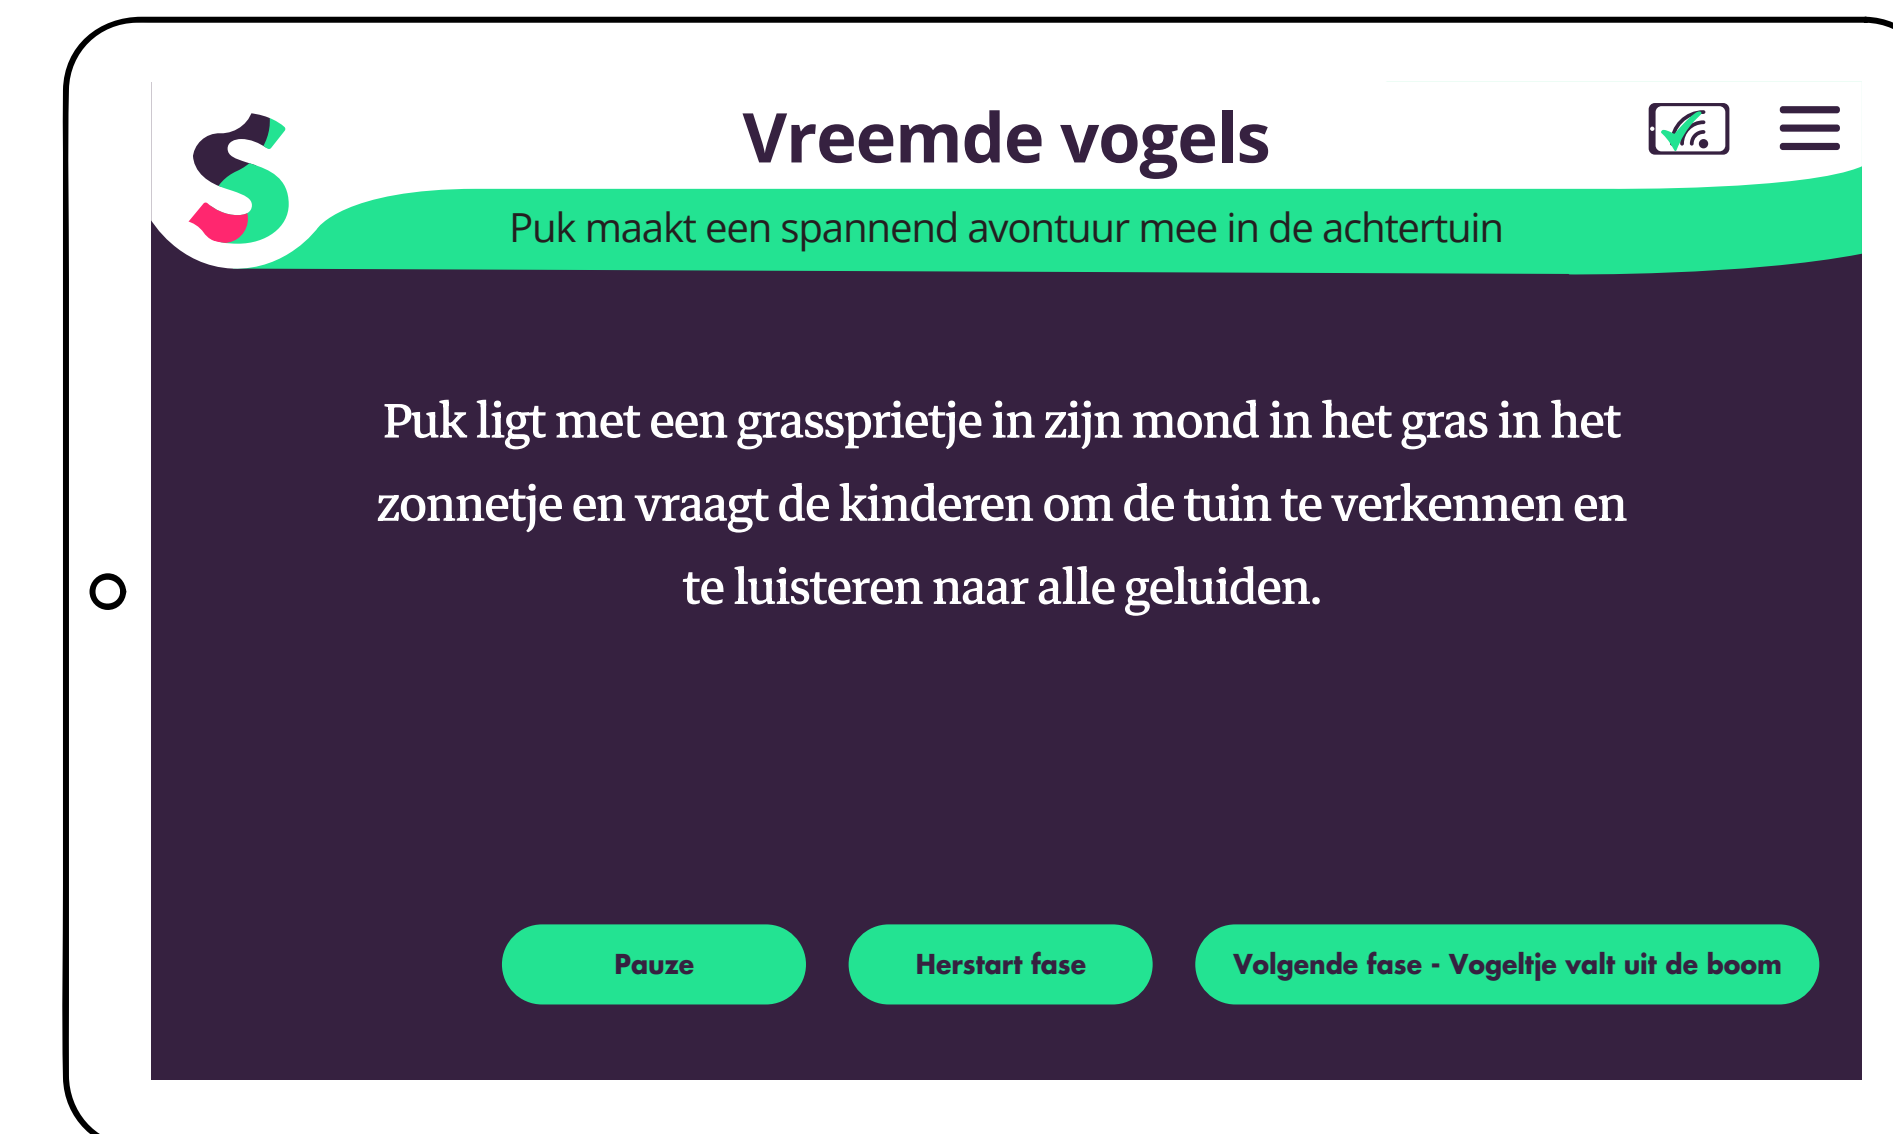 Vreemde vogels
Puk maakt een spannend avontuur mee in de achtertuin
Puk ligt met een grassprietje in zijn mond in het gras in het
zonnetje en vraagt de kinderen om de tuin te verkennen en
te luisteren naar alle geluiden.
Pauze
Herstart fase
Volgende fase - Vogeltje valt uit de boom